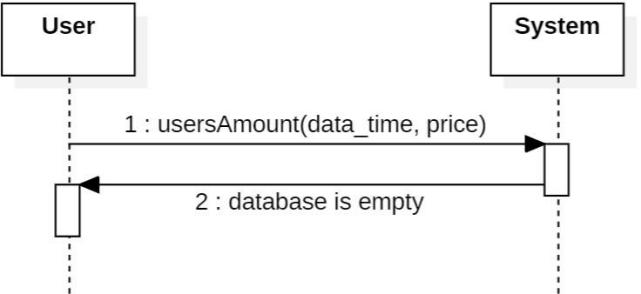 User
System
1 : usersAmount(data_time, price)
2 : database is empty